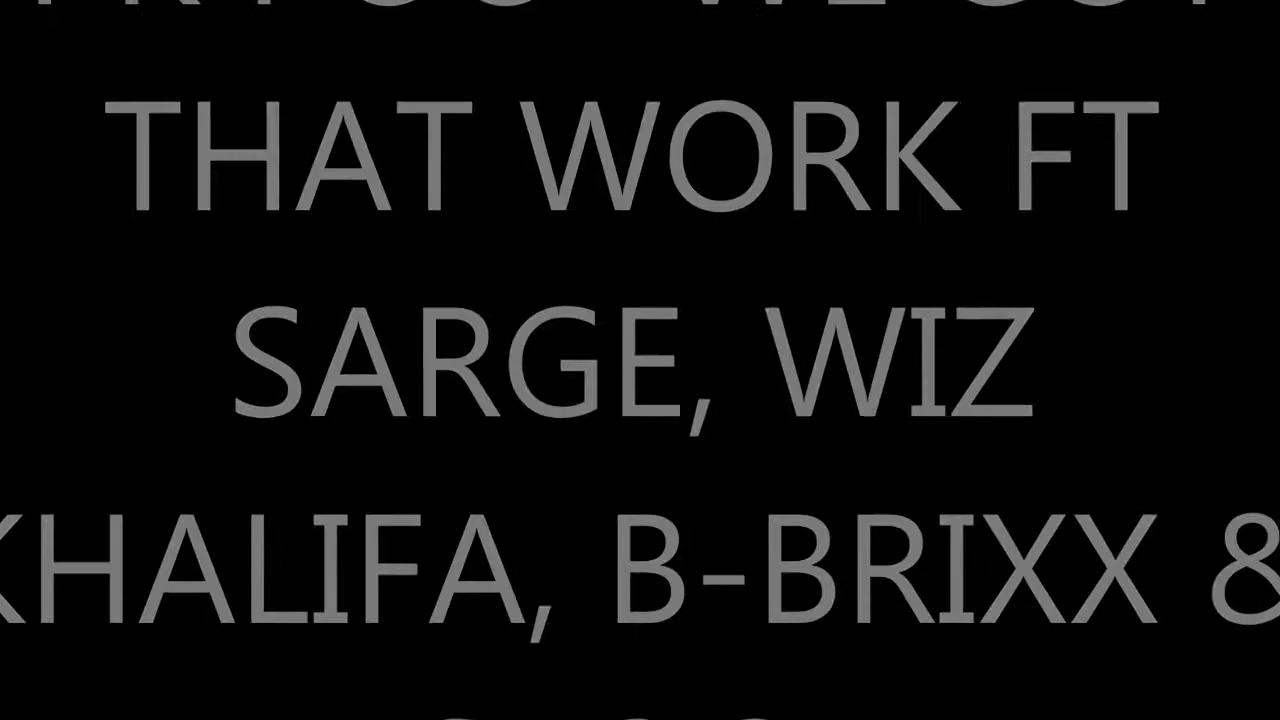 THAT WORK FT
SARGE, WIZ
KHALIFA, B-BRIXX &